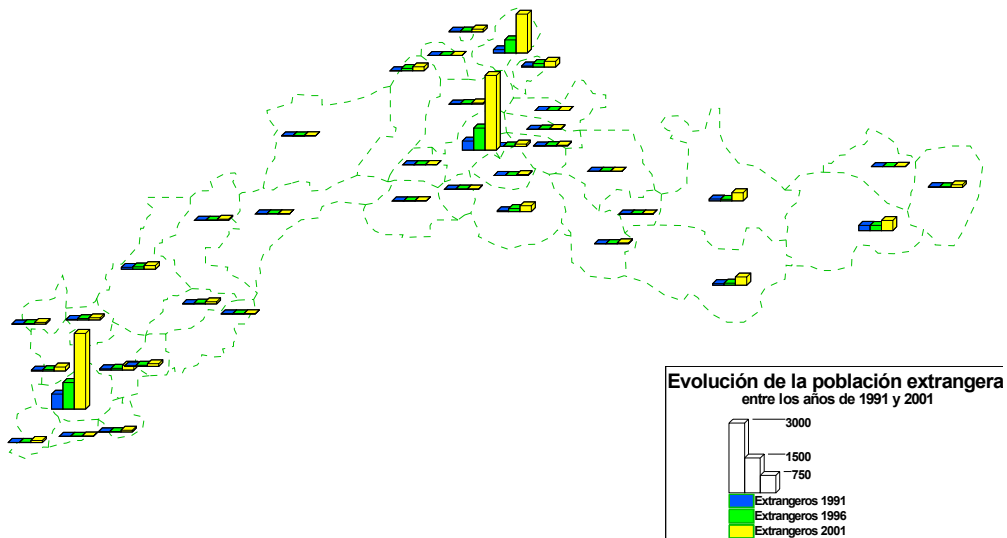 Evolución de la población extrangera
entre los años de 1991 y 2001
3000
1500
750
Extrangeros 1991
Extrangeros 1996
Extrangeros 2001